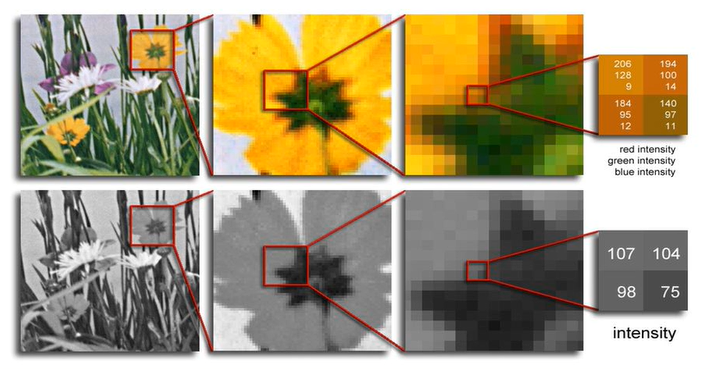 206 194
128 100
9 14
184 140
95 97
12 11
red intensity
green intensity
blue intensity
107 104
98 75
intensity